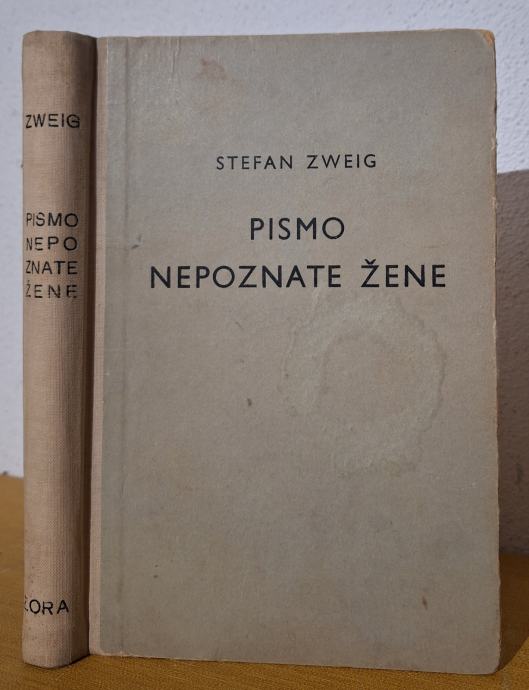 ZWEIG
PISMO
NEPO
ZNATE
ŽENE
ZORA
STEFAN ZWEIG
PISMO
NEPOZNATE ŽENE